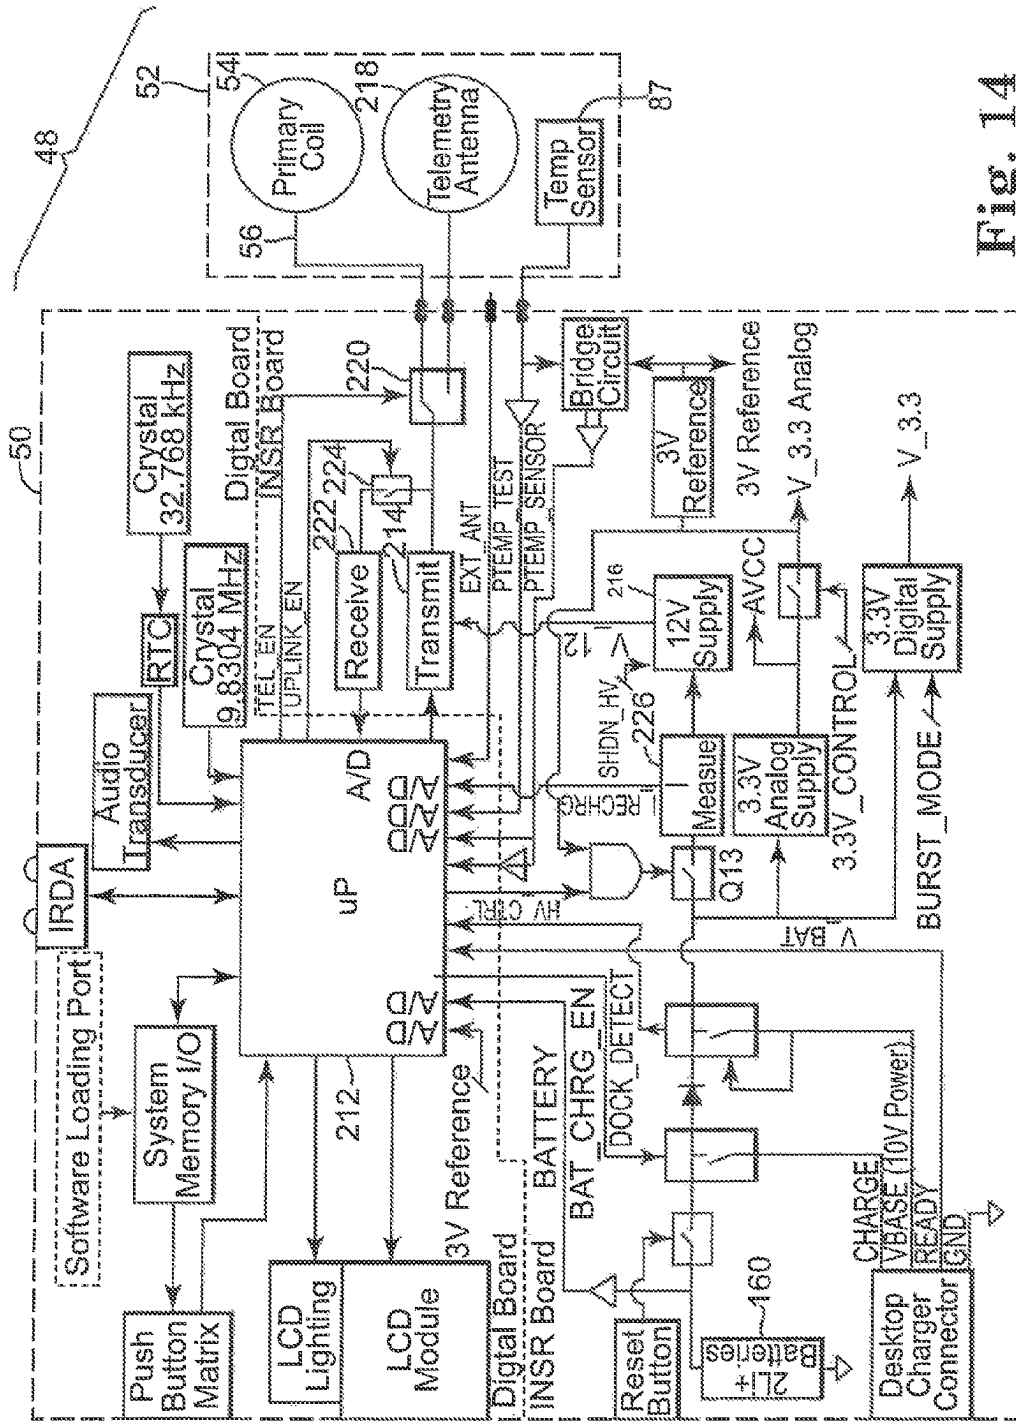 48
50
52
54
Primary
Coil
56
218
Telemetry
Antenna
Temp
Sensor
87
Software Loading Port
IRDA
Audio
Transducer
RTC
Crystal
32.768 kHz
Crystal
9.8304 MHz
Digtal Board
INSR Board
TEL_EN
UPLINK_EN
220
224
222
214
Receive
Transmit
Push
Button
Matrix
System
Memory I/O
uP
212
A/D
A/D
A/D
A/D
A/D
A/D
LCD
Lighting
LCD
Module
3V Reference
Digtal Board
INSR Board
EXT_ANT
PTEMP_TEST
PTEMP_SENSOR
Bridge
Circuit
3V
Reference
3V Reference
V_12
HV_CTRL
I_RECHRG
SHDN_HV
226
216
12V
Supply
Measue
Q13
BATTERY
BAT_CHRG_EN
DOCK_DETECT
Reset
Button
2Li+
Batteries
160
V_BAT
3.3V
Analog
Supply
AVCC
V_3.3 Analog
3.3V_CONTROL
3.3V
Digital
Supply
V_3.3
BURST_MODE
Desktop
Charger
Connector
CHARGE
VBASE (10V Power)
READY
GND
Fig. 14